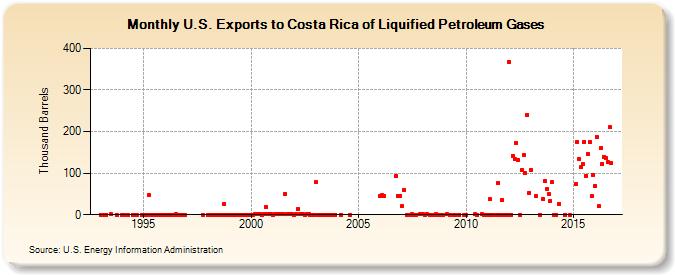 Monthly U.S. Exports to Costa Rica of Liquified Petroleum Gases
Thousand Barrels
400
300
200
100
0
1995 2000 2005 2010 2015
Source: U.S. Energy Information Administration